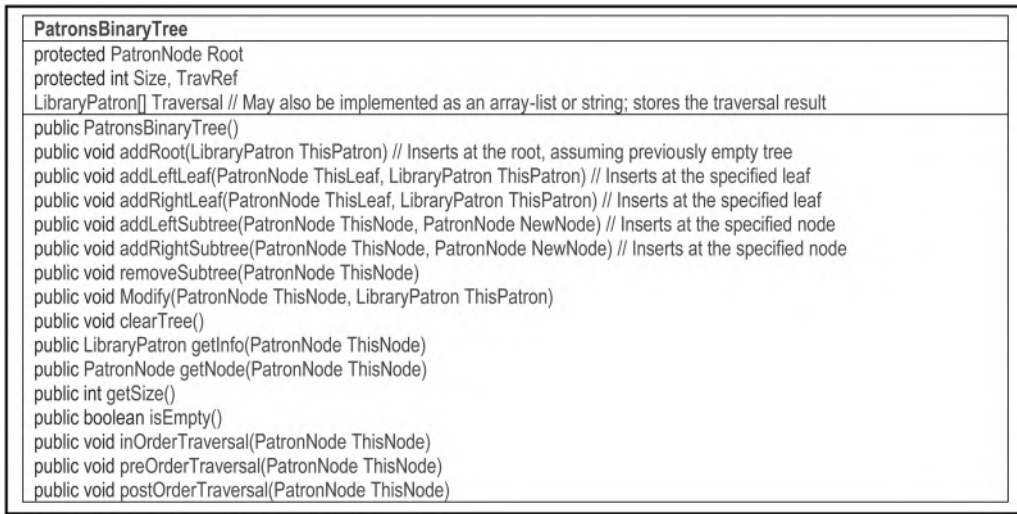 PatronsBinaryTree
protected PatronNode Root
protected int Size, TravRef
LibraryPatron[] Traversal // May also be implemented as an array-list or string; stores the traversal result
public PatronsBinaryTree()
public void addRoot(LibraryPatron ThisPatron) // Inserts at the root, assuming previously empty tree
public void addLeftLeaf(PatronNode ThisLeaf, LibraryPatron ThisPatron) // Inserts at the specified leaf
public void addRightLeaf(PatronNode ThisLeaf, LibraryPatron ThisPatron) // Inserts at the specified leaf
public void addLeftSubtree(PatronNode ThisNode, PatronNode NewNode) // Inserts at the specified node
public void addRightSubtree(PatronNode ThisNode, PatronNode NewNode) // Inserts at the specified node
public void removeSubtree(PatronNode ThisNode)
public void Modify(PatronNode ThisNode, LibraryPatron ThisPatron)
public void clearTree()
public LibraryPatron getInfo(PatronNode ThisNode)
public PatronNode getNode(PatronNode ThisNode)
public int getSize()
public boolean isEmpty()
public void inOrderTraversal(PatronNode ThisNode)
public void preOrderTraversal(PatronNode ThisNode)
public void postOrderTraversal(PatronNode ThisNode)